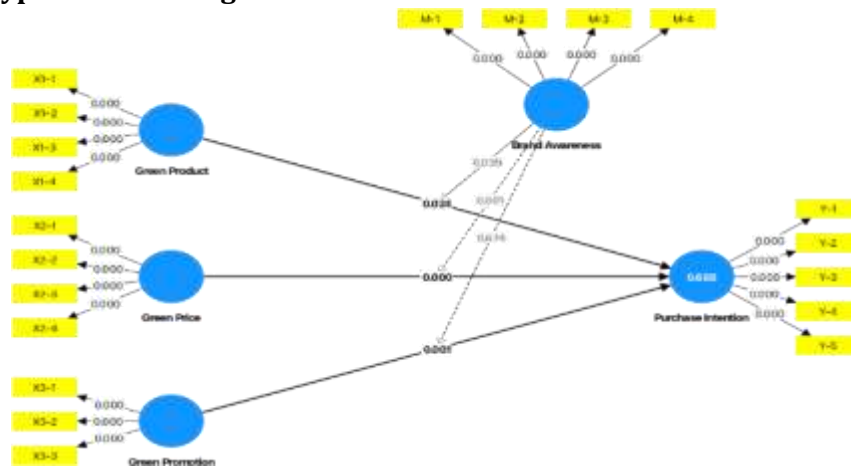 M-1 M-2 M-3 M-4
0.000 0.000 0.000 0.000
X1-1
X1-2
X1-3
X1-4
0.000
0.000
0.000
0.000
Green Product
Brand Awareness
X2-1
X2-2
X2-3
X2-4
0.000
0.000
0.000
0.000
Green Price
0.000
0.001
Y-1
Y-2
Y-3
Y-4
Y-5
0.000
0.000
0.000
0.000
0.000
Purchase Intention
X3-1
X3-2
X3-3
0.000
0.000
0.000
Green Promotion